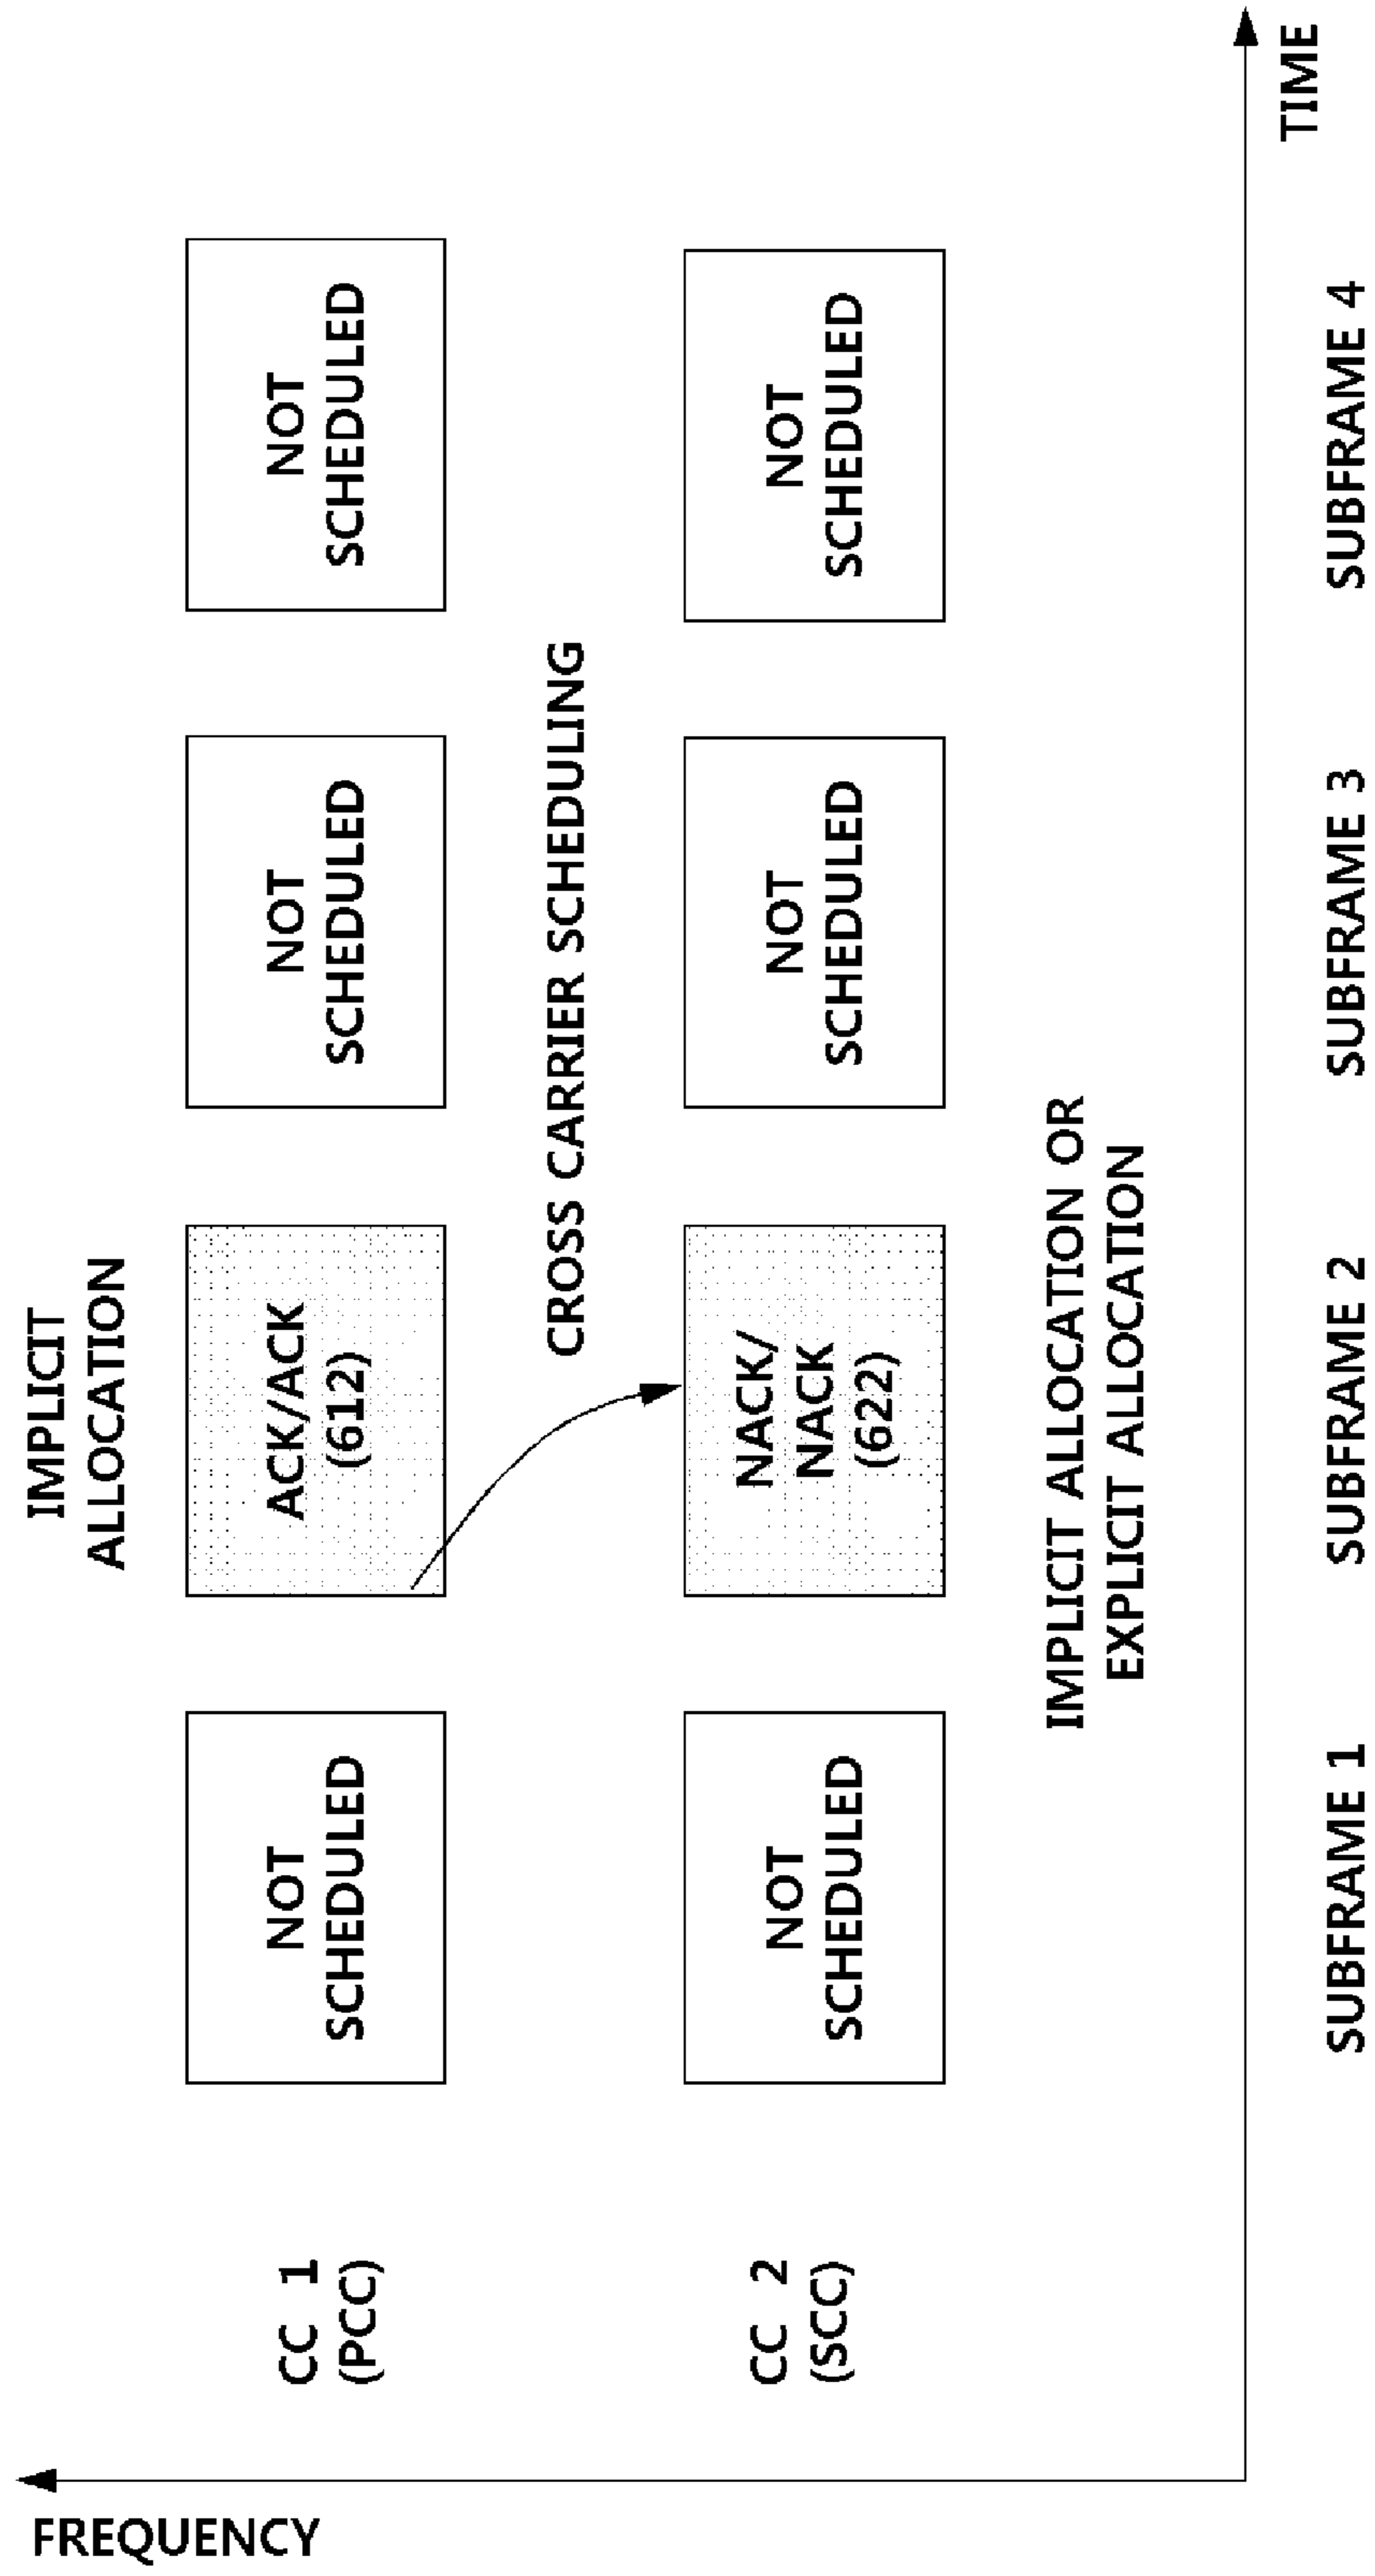 FREQUENCY
IMPLICIT
ALLOCATION
CC 1
(PCC)
NOT
SCHEDULED
ACK/ACK
(612)
NOT
SCHEDULED
NOT
SCHEDULED
CROSS CARRIER SCHEDULING
CC 2
(SCC)
NOT
SCHEDULED
NACK/
NACK
(622)
NOT
SCHEDULED
NOT
SCHEDULED
IMPLICIT ALLOCATION OR
EXPLICIT ALLOCATION
TIME
SUBFRAME 1
SUBFRAME 2
SUBFRAME 3
SUBFRAME 4